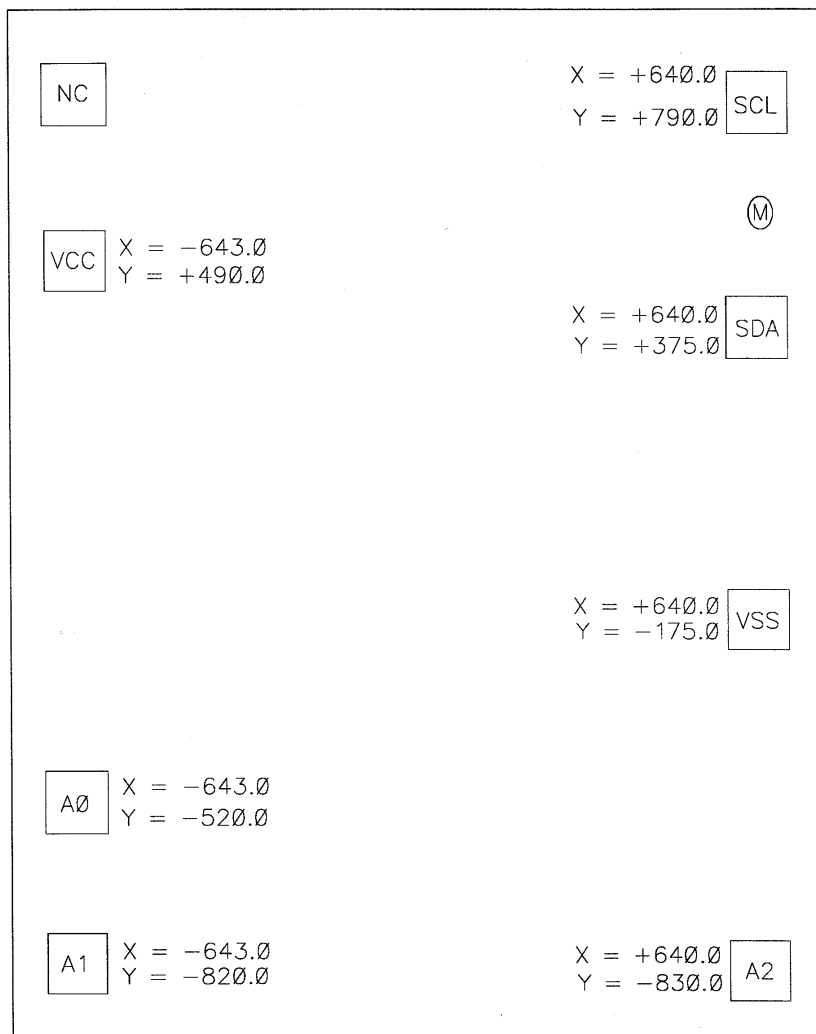 NC
X = +640.0
Y = +790.0
SCL
M
VCC
X = -643.0
Y = +490.0
X = +640.0
Y = +375.0
SDA
X = +640.0
Y = -175.0
VSS
A0
X = -643.0
Y = -520.0
A1
X = -643.0
Y = -820.0
X = +640.0
Y = -830.0
A2